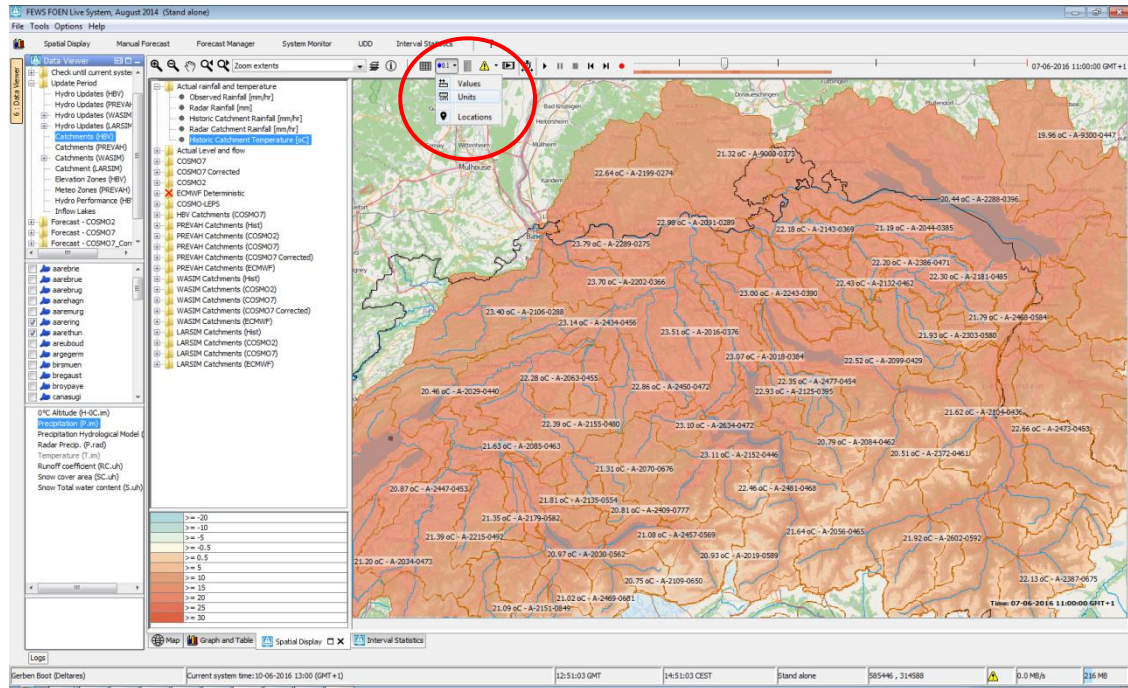 FEWS FOEN Live System, August 2014 (Stand alone)
File Tools Options Help
Spatial Display Manual Forecast Forecast Manager System Monitor UDD Interval Statistics
6 : Data Viewer
Data Viewer
Check until current system
Update Period
Hydro Updates (HBV)
Hydro Updates (PREVAH
Hydro Updates (WASIM
Hydro Updates (LARSIM
Catchments (HBV)
Catchments (PREVAH)
Catchments (WASIM)
Catchment (LARSIM)
Elevation Zones (HBV)
Meteo Zones (PREVAH)
Hydro Performance (HB
Inflow Lakes
Forecast - COSMO2
Forecast - COSMO7
Forecast - COSMO7_Corr
aarebrie
aarebrue
aarebrug
aarehagn
aaremurg
aarering
aarethun
areuboud
argegerm
birsmuen
bregaust
broypaye
canasugi
0°C Altitude (H-0C.im)
Precipitation (P.im)
Precipitation Hydrological Model (
Radar Precip. (P.rad)
Temperature (T.im)
Runoff coefficient (RC.uh)
Snow cover area (SC.uh)
Snow Total water content (S.uh)
Zoom extents
0.1
07-06-2016 11:00:00 GMT+1
Values
Units
Locations
Actual rainfall and temperature
Observed Rainfall [mm/hr]
Radar Rainfall [mm]
Historic Catchment Rainfall [mm/hr]
Radar Catchment Rainfall [mm/hr]
Historic Catchment Temperature [oC]
Actual Level and flow
COSMO7
COSMO7 Corrected
COSMO2
ECMWF Deterministic
COSMO-LEPS
HBV Catchments (COSMO7)
PREVAH Catchments (Hist)
PREVAH Catchments (COSMO2)
PREVAH Catchments (COSMO7)
PREVAH Catchments (COSMO7 Corrected)
PREVAH Catchments (ECMWF)
WASIM Catchments (Hist)
WASIM Catchments (COSMO2)
WASIM Catchments (COSMO7)
WASIM Catchments (COSMO7 Corrected)
WASIM Catchments (ECMWF)
LARSIM Catchments (Hist)
LARSIM Catchments (COSMO2)
LARSIM Catchments (COSMO7)
LARSIM Catchments (ECMWF)
>= -20
>= -10
>= -5
>= -0.5
>= 0.5
>= 5
>= 10
>= 15
>= 20
>= 25
>= 30
Donaueschingen
Pfullendorf
Bad Krozingen
Heitersheim
Wittenheim
Müllheim
Mulhouse
Kandern
19.96 oC - A-9300-0447
21.32 oC - A-9000-0373
22.64 oC - A-2199-0274
20.44 oC - A-2288-0396
22.98 oC - A-2091-0289
22.18 oC - A-2143-0369
21.19 oC - A-2044-0385
23.79 oC - A-2289-0275
22.20 oC - A-2386-0471
22.30 oC - A-2181-0485
23.70 oC - A-2202-0366
22.43 oC - A-2132-0462
23.00 oC - A-2243-0390
23.40 oC - A-2106-0288
21.79 oC - A-2468-0584
23.14 oC - A-2434-0456
23.51 oC - A-2016-0376
21.93 oC - A-2303-0580
23.07 oC - A-2018-0384
22.52 oC - A-2099-0429
22.28 oC - A-2063-0455
22.35 oC - A-2477-0454
20.46 oC - A-2029-0440
22.86 oC - A-2450-0472
22.93 oC - A-2125-0395
21.62 oC - A-2104-0436
22.39 oC - A-2155-0480
23.10 oC - A-2634-0472
22.66 oC - A-2473-0453
21.63 oC - A-2085-0463
20.79 oC - A-2084-0462
23.11 oC - A-2152-0446
20.51 oC - A-2372-0461
21.31 oC - A-2070-0676
20.87 oC - A-2447-0453
22.46 oC - A-2481-0468
21.81 oC - A-2135-0554
20.81 oC - A-2409-0777
21.35 oC - A-2179-0582
21.39 oC - A-2215-0492
21.08 oC - A-2457-0569
21.64 oC - A-2056-0465
21.92 oC - A-2602-0592
20.97 oC - A-2030-0562
20.93 oC - A-2019-0589
21.20 oC - A-2034-0473
20.75 oC - A-2109-0650
22.13 oC - A-2387-0675
21.02 oC - A-2469-0681
21.09 oC - A-2151-0849
Time: 07-06-2016 11:00:00 GMT+1
Map Graph and Table Spatial Display Interval Statistics
Logs
Gerben Boot (Deltares) Current system time:10-06-2016 13:00 (GMT+1) 12:51:03 GMT 14:51:03 CEST Stand alone 585446 , 314588 0.0 MB/s 216 MB